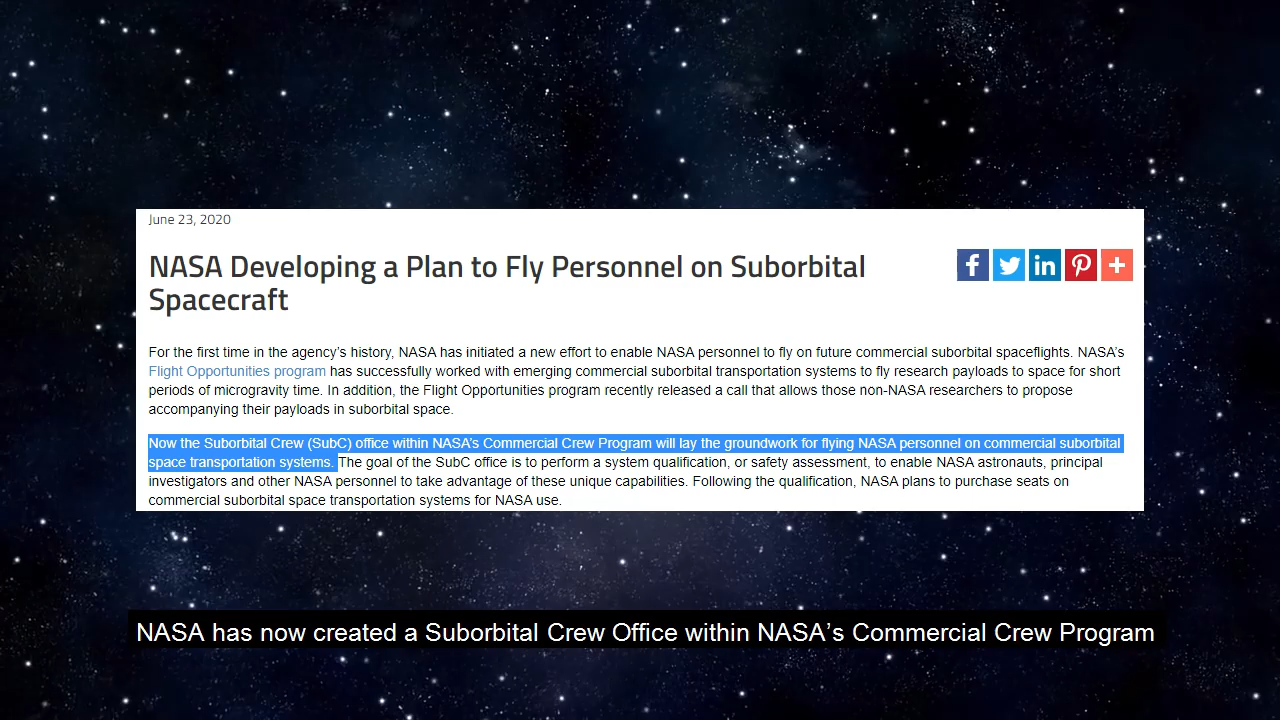 June 23, 2020
NASA Developing a Plan to Fly Personnel on Suborbital
Spacecraft
For the first time in the agency's history, NASA has initiated a new effort to enable NASA personnel to fly on future commercial suborbital spaceflights. NASA's
Flight Opportunities program has successfully worked with emerging commercial suborbital transportation systems to fly research payloads to space for short
periods of microgravity time. In addition, the Flight Opportunities program recently released a call that allows those non-NASA researchers to propose
accompanying their payloads in suborbital space.
Now the Suborbital Crew (SubC) office within NASA's Commercial Crew Program will lay the groundwork for flying NASA personnel on commercial suborbital
space transportation systems. The goal of the SubC office is to perform a system qualification, or safety assessment, to enable NASA astronauts, principal
investigators and other NASA personnel to take advantage of these unique capabilities. Following the qualification, NASA plans to purchase seats on
commercial suborbital space transportation systems for NASA use.
NASA has now created a Suborbital Crew Office within NASA's Commercial Crew Program